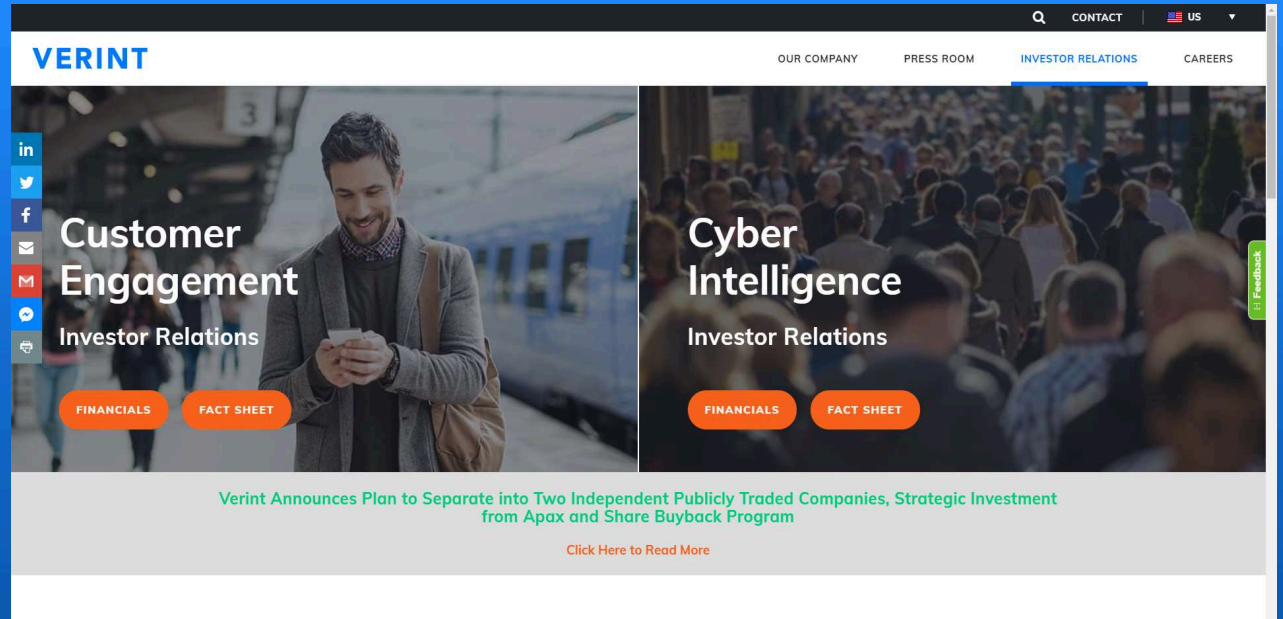 CONTACT
US
VERINT
OUR COMPANY
PRESS ROOM
INVESTOR RELATIONS
CAREERS
3
in
f
Customer
Engagement
Investor Relations
FINANCIALS
FACT SHEET
Cyber
Intelligence
Investor Relations
FINANCIALS
FACT SHEET
Feedback
Verint Announces Plan to Separate into Two Independent Publicly Traded Companies, Strategic Investment
from Apax and Share Buyback Program
Click Here to Read More